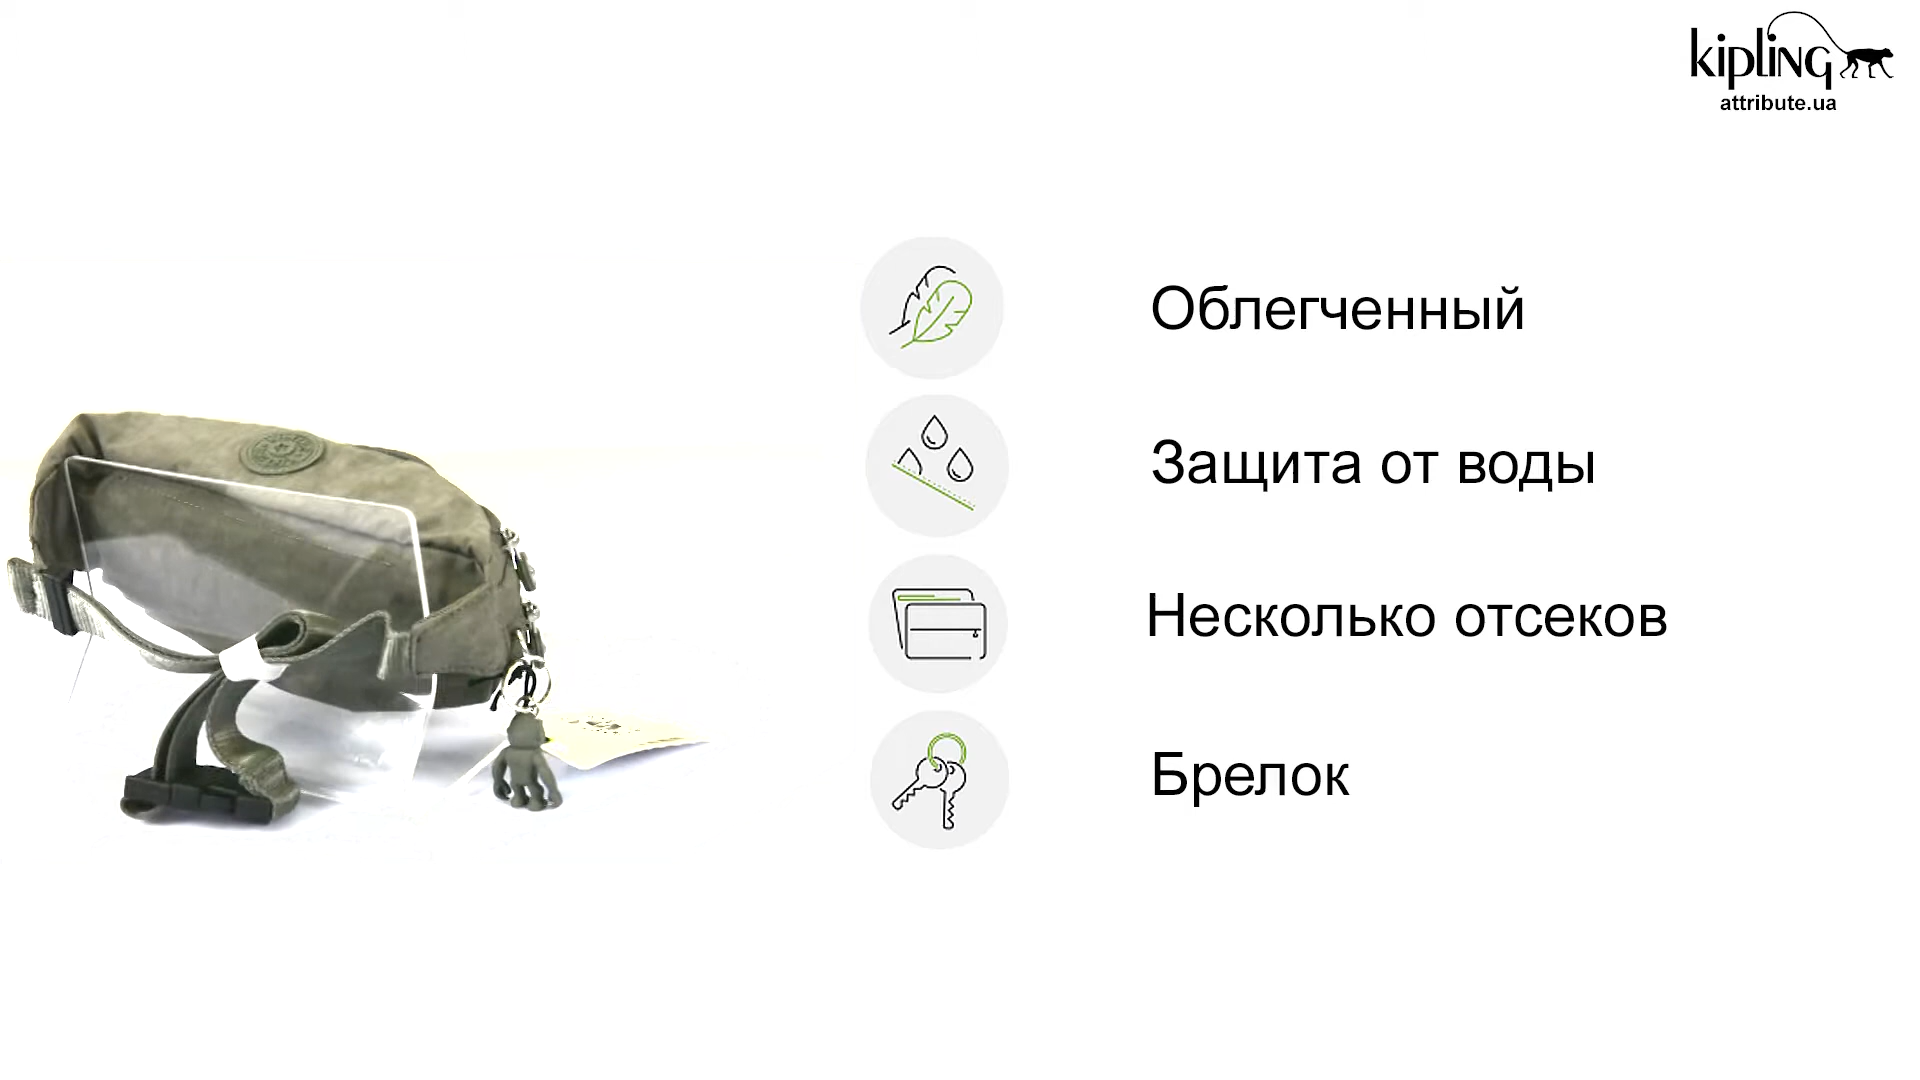 kipling
attribute.ua
Облегченный
Защита от воды
Несколько отсеков
Брелок